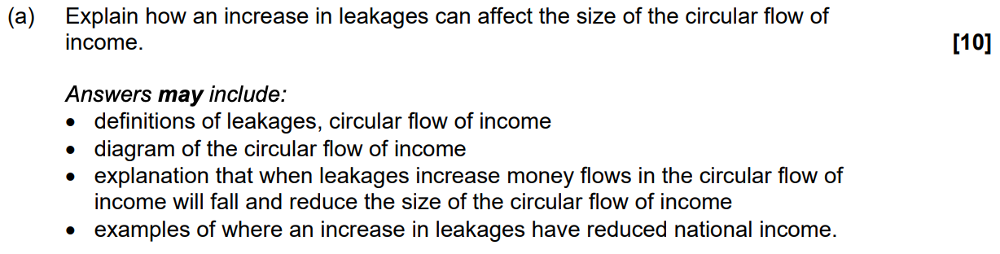 (a) Explain how an increase in leakages can affect the size of the circular flow of
income. [10]
Answers may include:
• definitions of leakages, circular flow of income
• diagram of the circular flow of income
• explanation that when leakages increase money flows in the circular flow of
income will fall and reduce the size of the circular flow of income
• examples of where an increase in leakages have reduced national income.